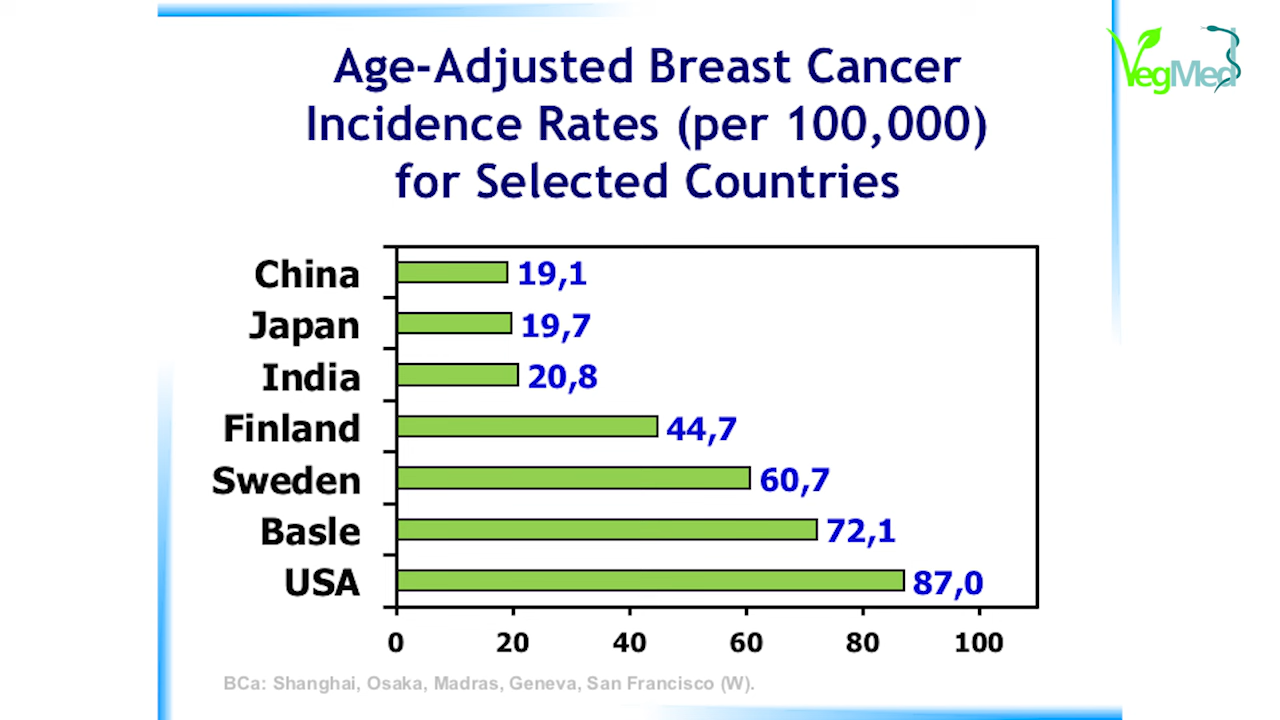 Age-Adjusted Breast Cancer
Incidence Rates (per 100,000)
for Selected Countries
VegMed
China 19,1
Japan 19,7
India 20,8
Finland 44,7
Sweden 60,7
Basle 72,1
USA 87,0
0 20 40 60 80 100
BCa: Shanghai, Osaka, Madras, Geneva, San Francisco (W).